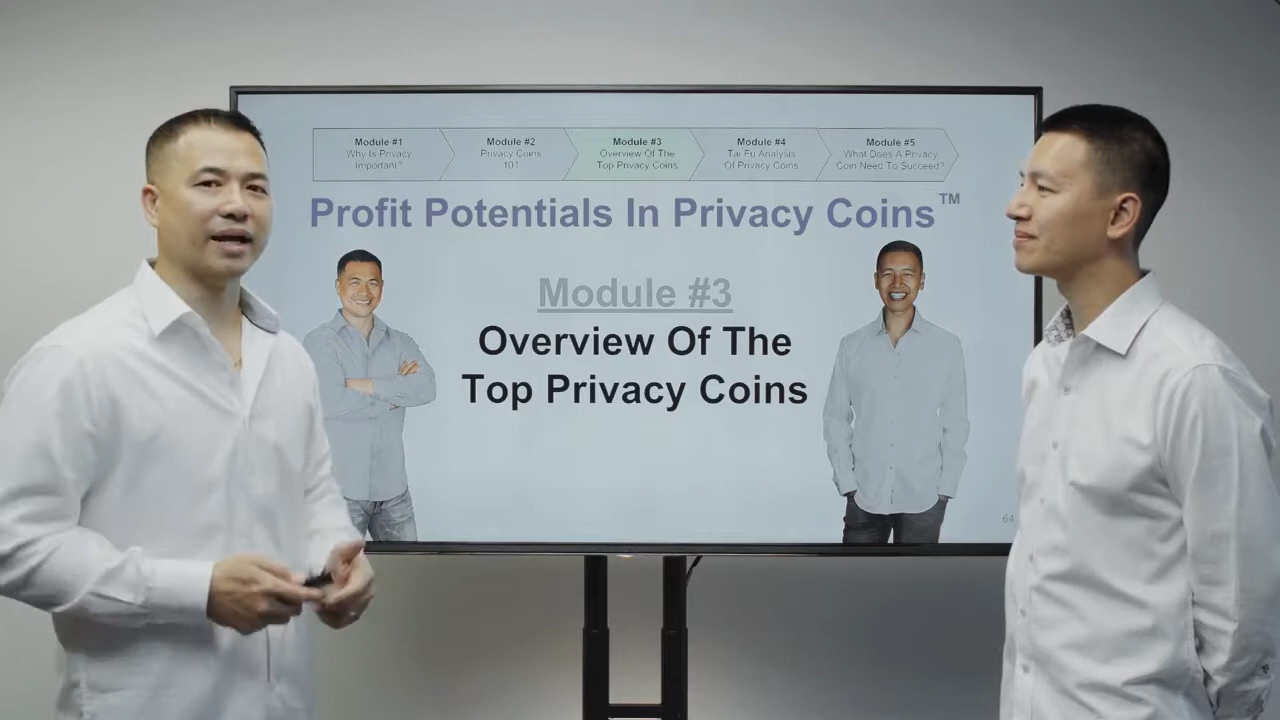 Module #1
Why Is Privacy
Important?
Module #2
Privacy Coins
101
Module #3
Overview Of The
Top Privacy Coins
Module #4
Tai Fu Analysis
Of Privacy Coins
Module #5
What Does A Privacy
Coin Need To Succeed?
Profit Potentials In Privacy Coins™
Module #3
Overview Of The
Top Privacy Coins
64